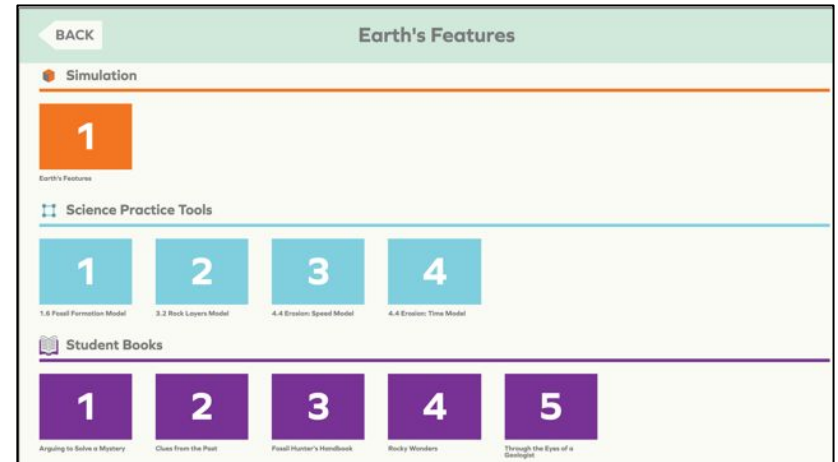 BACK
Earth's Features
Simulation
1
Earth's Features
Science Practice Tools
1 2 3 4
1.6 Fossil Formation Model 3.2 Rock Layers Model 4.4 Erosion: Speed Model 4.4 Erosion: Time Model
Student Books
1 2 3 4 5
Arguing to Solve a Mystery Clues from the Past Fossil Hunter's Handbook Rocky Wonders Through the Eyes of a
Geologist